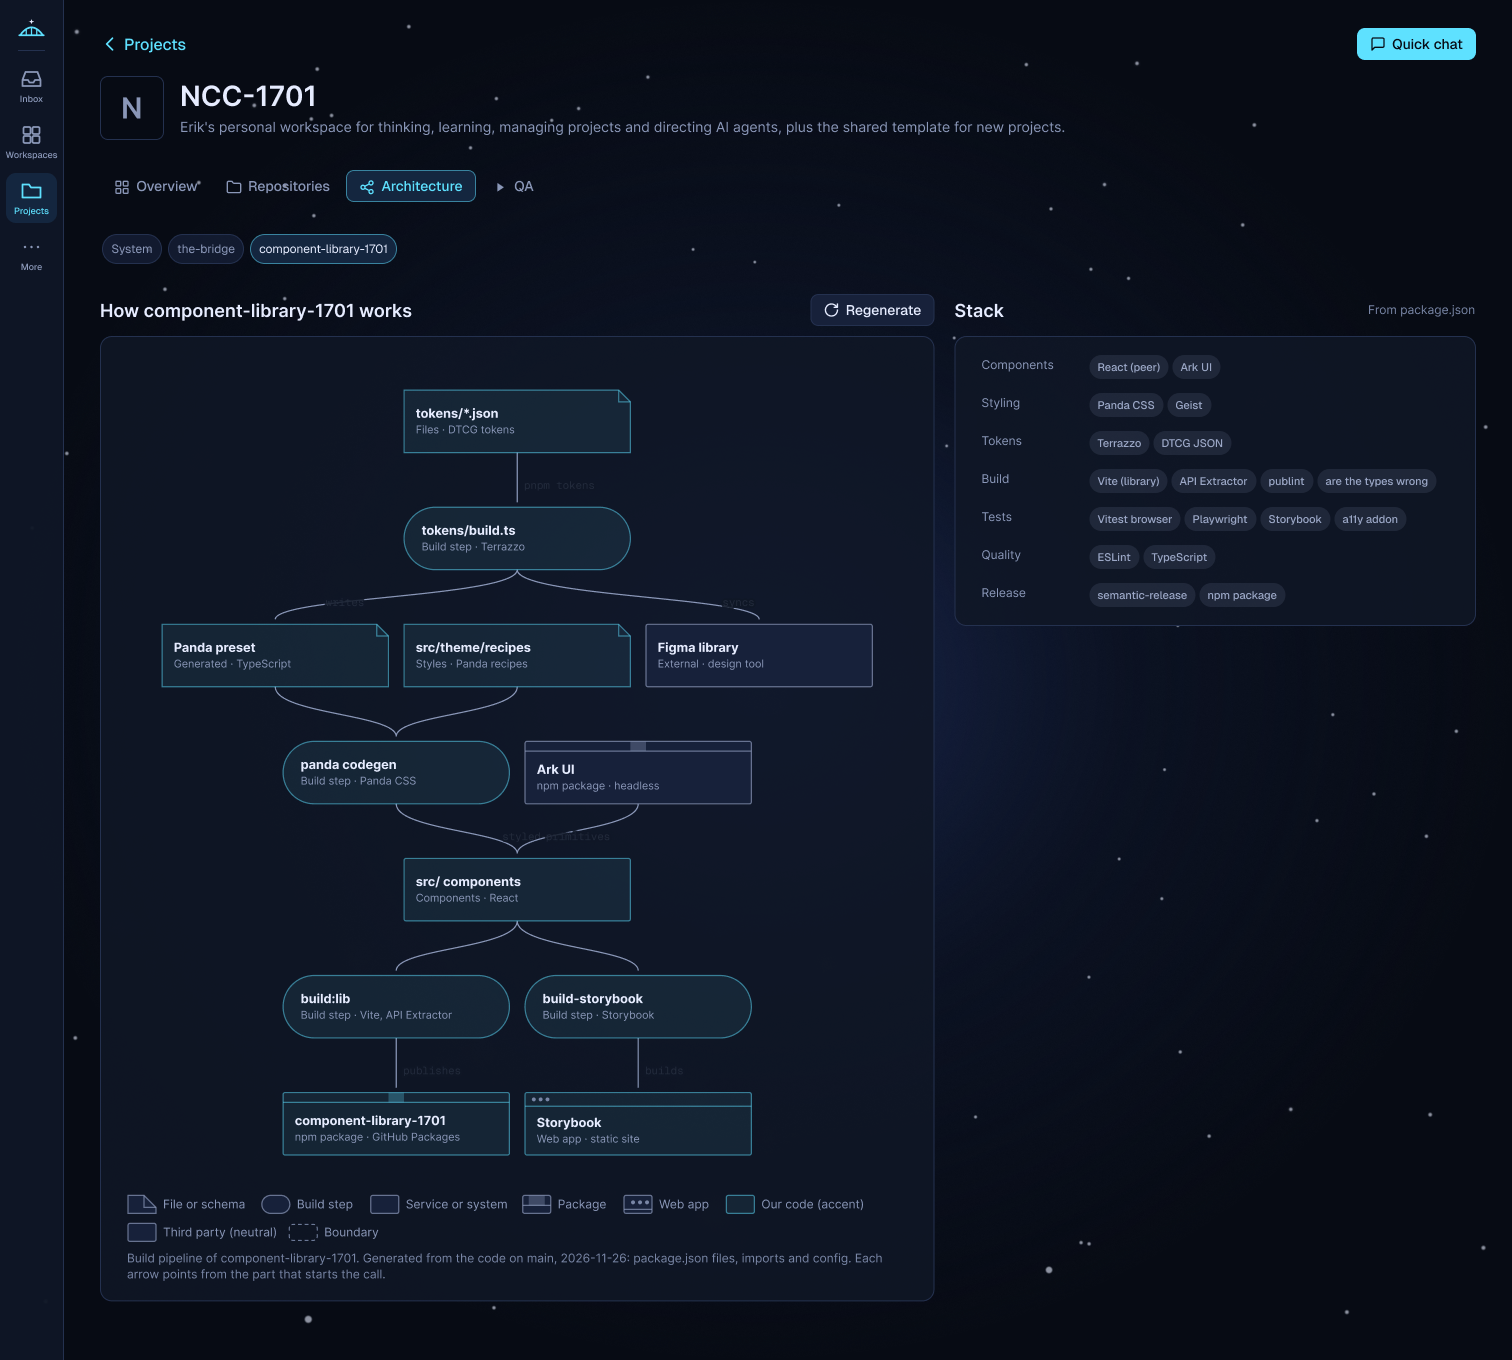 Projects
Quick chat
Inbox
Workspaces
Projects
More
N
NCC-1701
Erik's personal workspace for thinking, learning, managing projects and directing AI agents, plus the shared template for new projects.
Overview
Repositories
Architecture
QA
System
the-bridge
component-library-1701
How component-library-1701 works
Regenerate
tokens/*.json
Files · DTCG tokens
pnpm tokens
tokens/build.ts
Build step · Terrazzo
writes
syncs
Panda preset
Generated · TypeScript
src/theme/recipes
Styles · Panda recipes
Figma library
External · design tool
panda codegen
Build step · Panda CSS
Ark UI
npm package · headless
styled primitives
src/ components
Components · React
build:lib
Build step · Vite, API Extractor
build-storybook
Build step · Storybook
publishes
builds
component-library-1701
npm package · GitHub Packages
Storybook
Web app · static site
File or schema
Build step
Service or system
Package
Web app
Our code (accent)
Third party (neutral)
Boundary
Build pipeline of component-library-1701. Generated from the code on main, 2026-11-26: package.json files, imports and config. Each
arrow points from the part that starts the call.
Stack
From package.json
Components React (peer) Ark UI
Styling Panda CSS Geist
Tokens Terrazzo DTCG JSON
Build Vite (library) API Extractor publint are the types wrong
Tests Vitest browser Playwright Storybook a11y addon
Quality ESLint TypeScript
Release semantic-release npm package